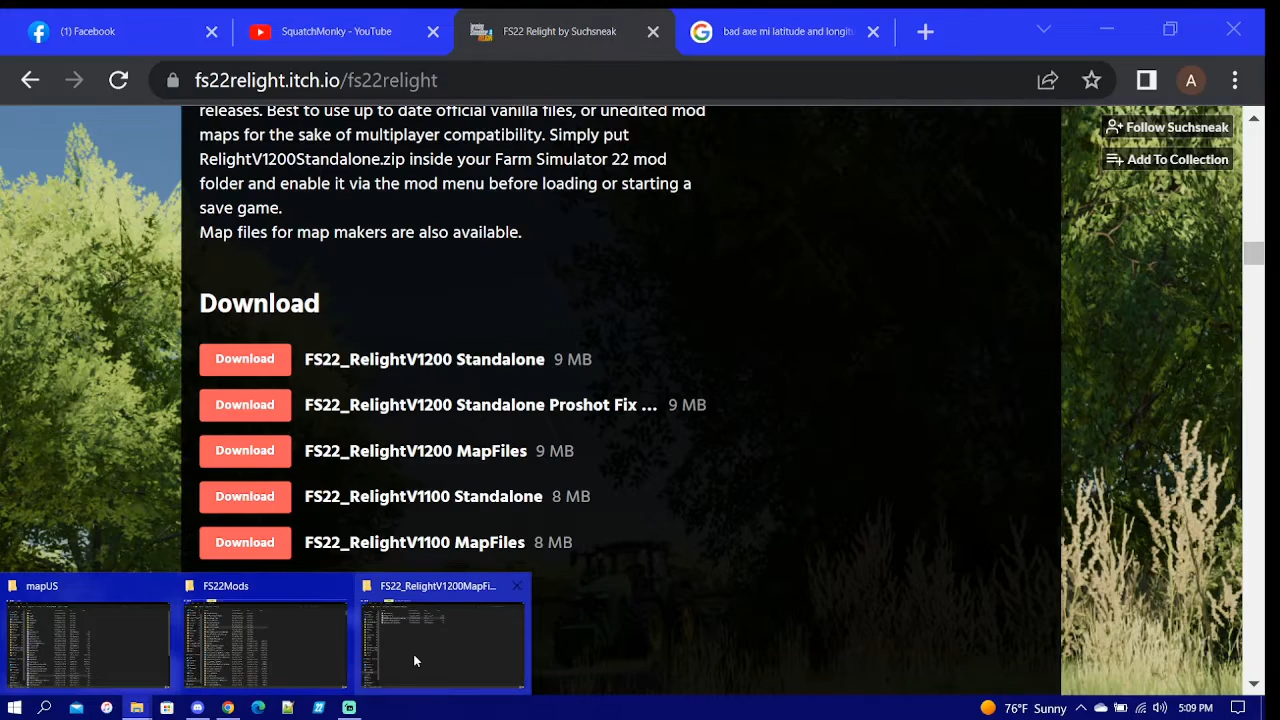 (1) Facebook
SquatchMonky - YouTube
FS22 Relight by Suchsneak
bad axe mi latitude and longitu
fs22relight.itch.io/fs22relight
A
Follow Suchsneak
Add To Collection
releases. Best to use up to date official vanilla files, or unedited mod
maps for the sake of multiplayer compatibility. Simply put
RelightV1200Standalone.zip inside your Farm Simulator 22 mod
folder and enable it via the mod menu before loading or starting a
save game.
Map files for map makers are also available.
Download
Download FS22_RelightV1200 Standalone 9 MB
Download FS22_RelightV1200 Standalone Proshot Fix ... 9 MB
Download FS22_RelightV1200 MapFiles 9 MB
Download FS22_RelightV1100 Standalone 8 MB
Download FS22_RelightV1100 MapFiles 8 MB
mapUS
FS22Mods
FS22_RelightV1200MapFi...
76°F Sunny
5:09 PM